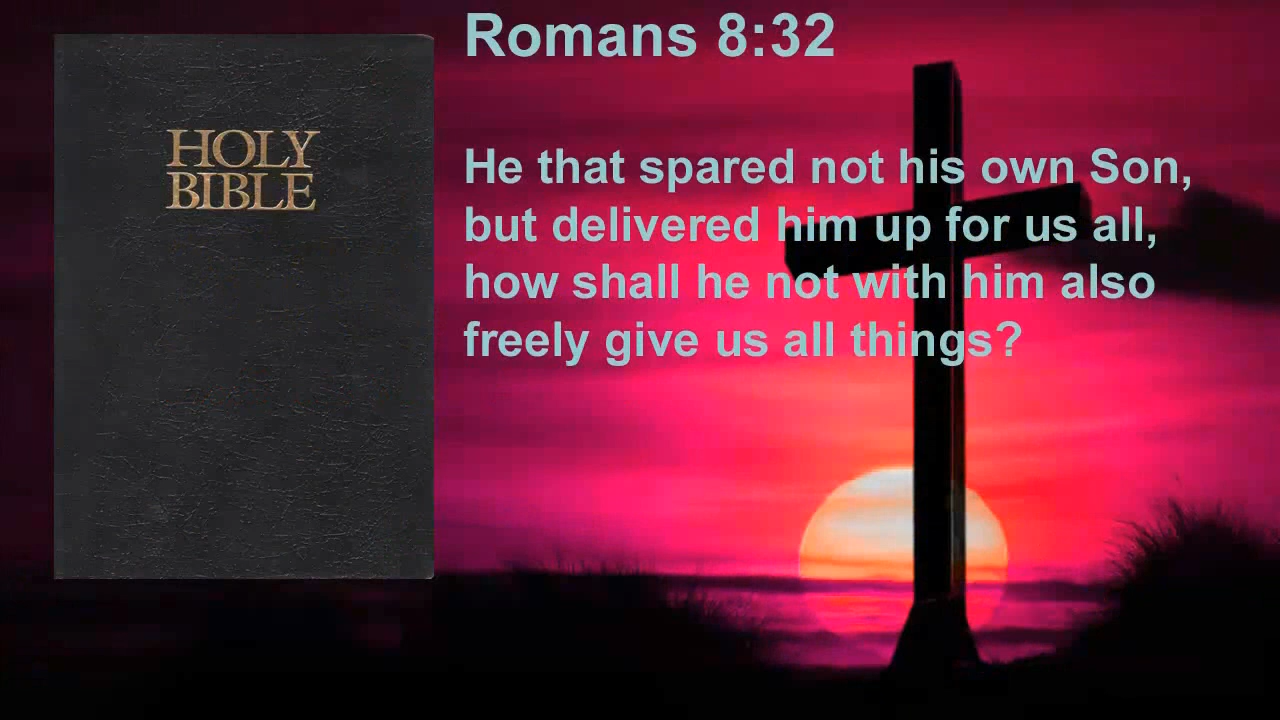 HOLY
BIBLE
Romans 8:32
He that spared not his own Son,
but delivered him up for us all,
how shall he not with him also
freely give us all things?